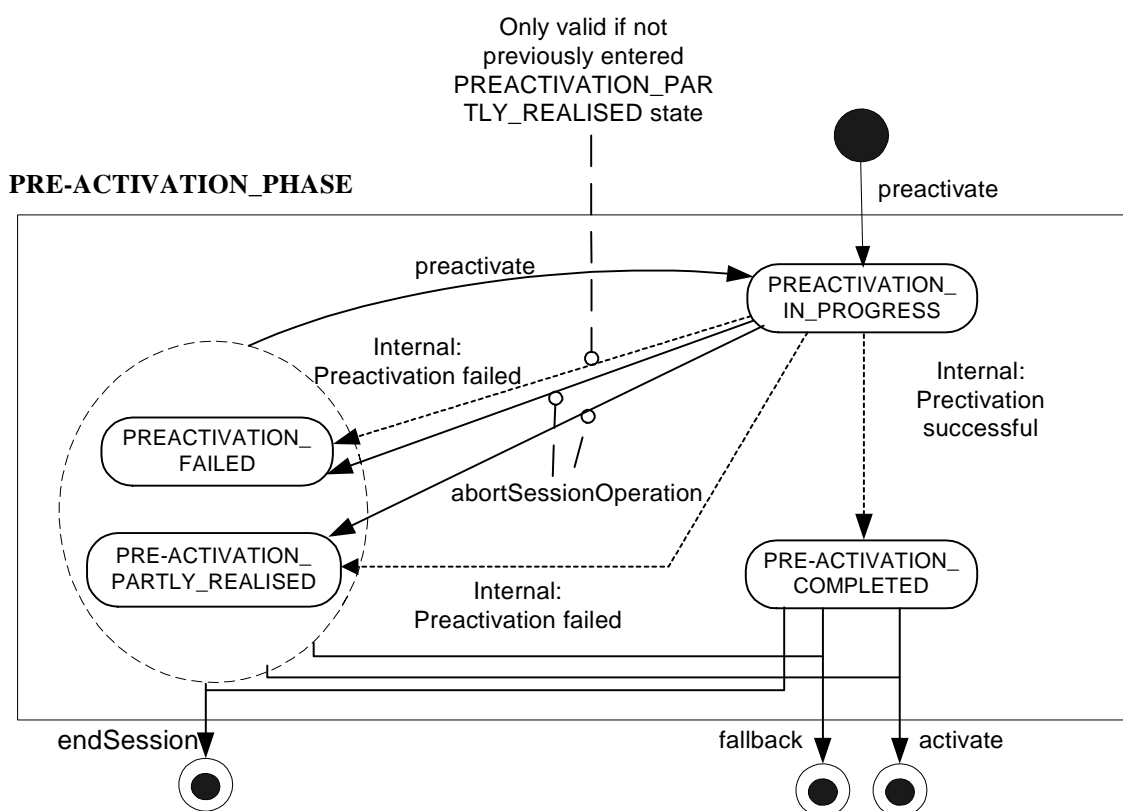 Only valid if not
previously entered
PREACTIVATION_PAR
TLY_REALISED state
PRE-ACTIVATION_PHASE
preactivate
preactivate
PREACTIVATION_
IN_PROGRESS
Internal:
Preactivation failed
Internal:
Prectivation
successful
PREACTIVATION_
FAILED
abortSessionOperation
PRE-ACTIVATION_
PARTLY_REALISED
PRE-ACTIVATION_
COMPLETED
Internal:
Preactivation failed
endSession
fallback
activate